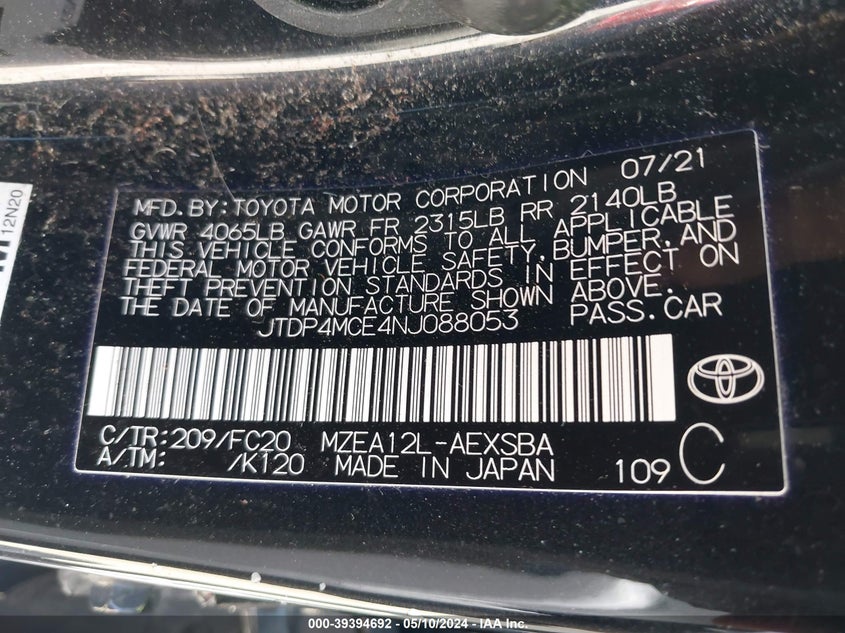 MFD. BY: TOYOTA MOTOR CORPORATION 07/21
GVWR 4065LB GAWR FR 2315LB RR 2140LB
THIS VEHICLE CONFORMS TO ALL APPLICABLE
FEDERAL MOTOR VEHICLE SAFETY, BUMPER, AND
THEFT PREVENTION STANDARDS IN EFFECT ON
THE DATE OF MANUFACTURE SHOWN ABOVE.
JTDP4MCE4NJ088053 PASS. CAR
C/TR: 209/FC20 MZEA12L-AEXSBA
A/TM: /K120 MADE IN JAPAN 109 C
12N20
000-39394692 - 05/10/2024 - IAA Inc.